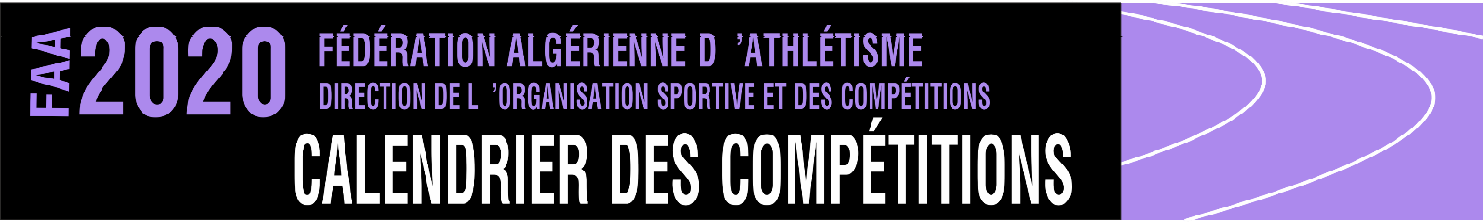 FAA 2020
FÉDÉRATION ALGÉRIENNE D 'ATHLÉTISME
DIRECTION DE L 'ORGANISATION SPORTIVE ET DES COMPÉTITIONS
CALENDRIER DES COMPÉTITIONS